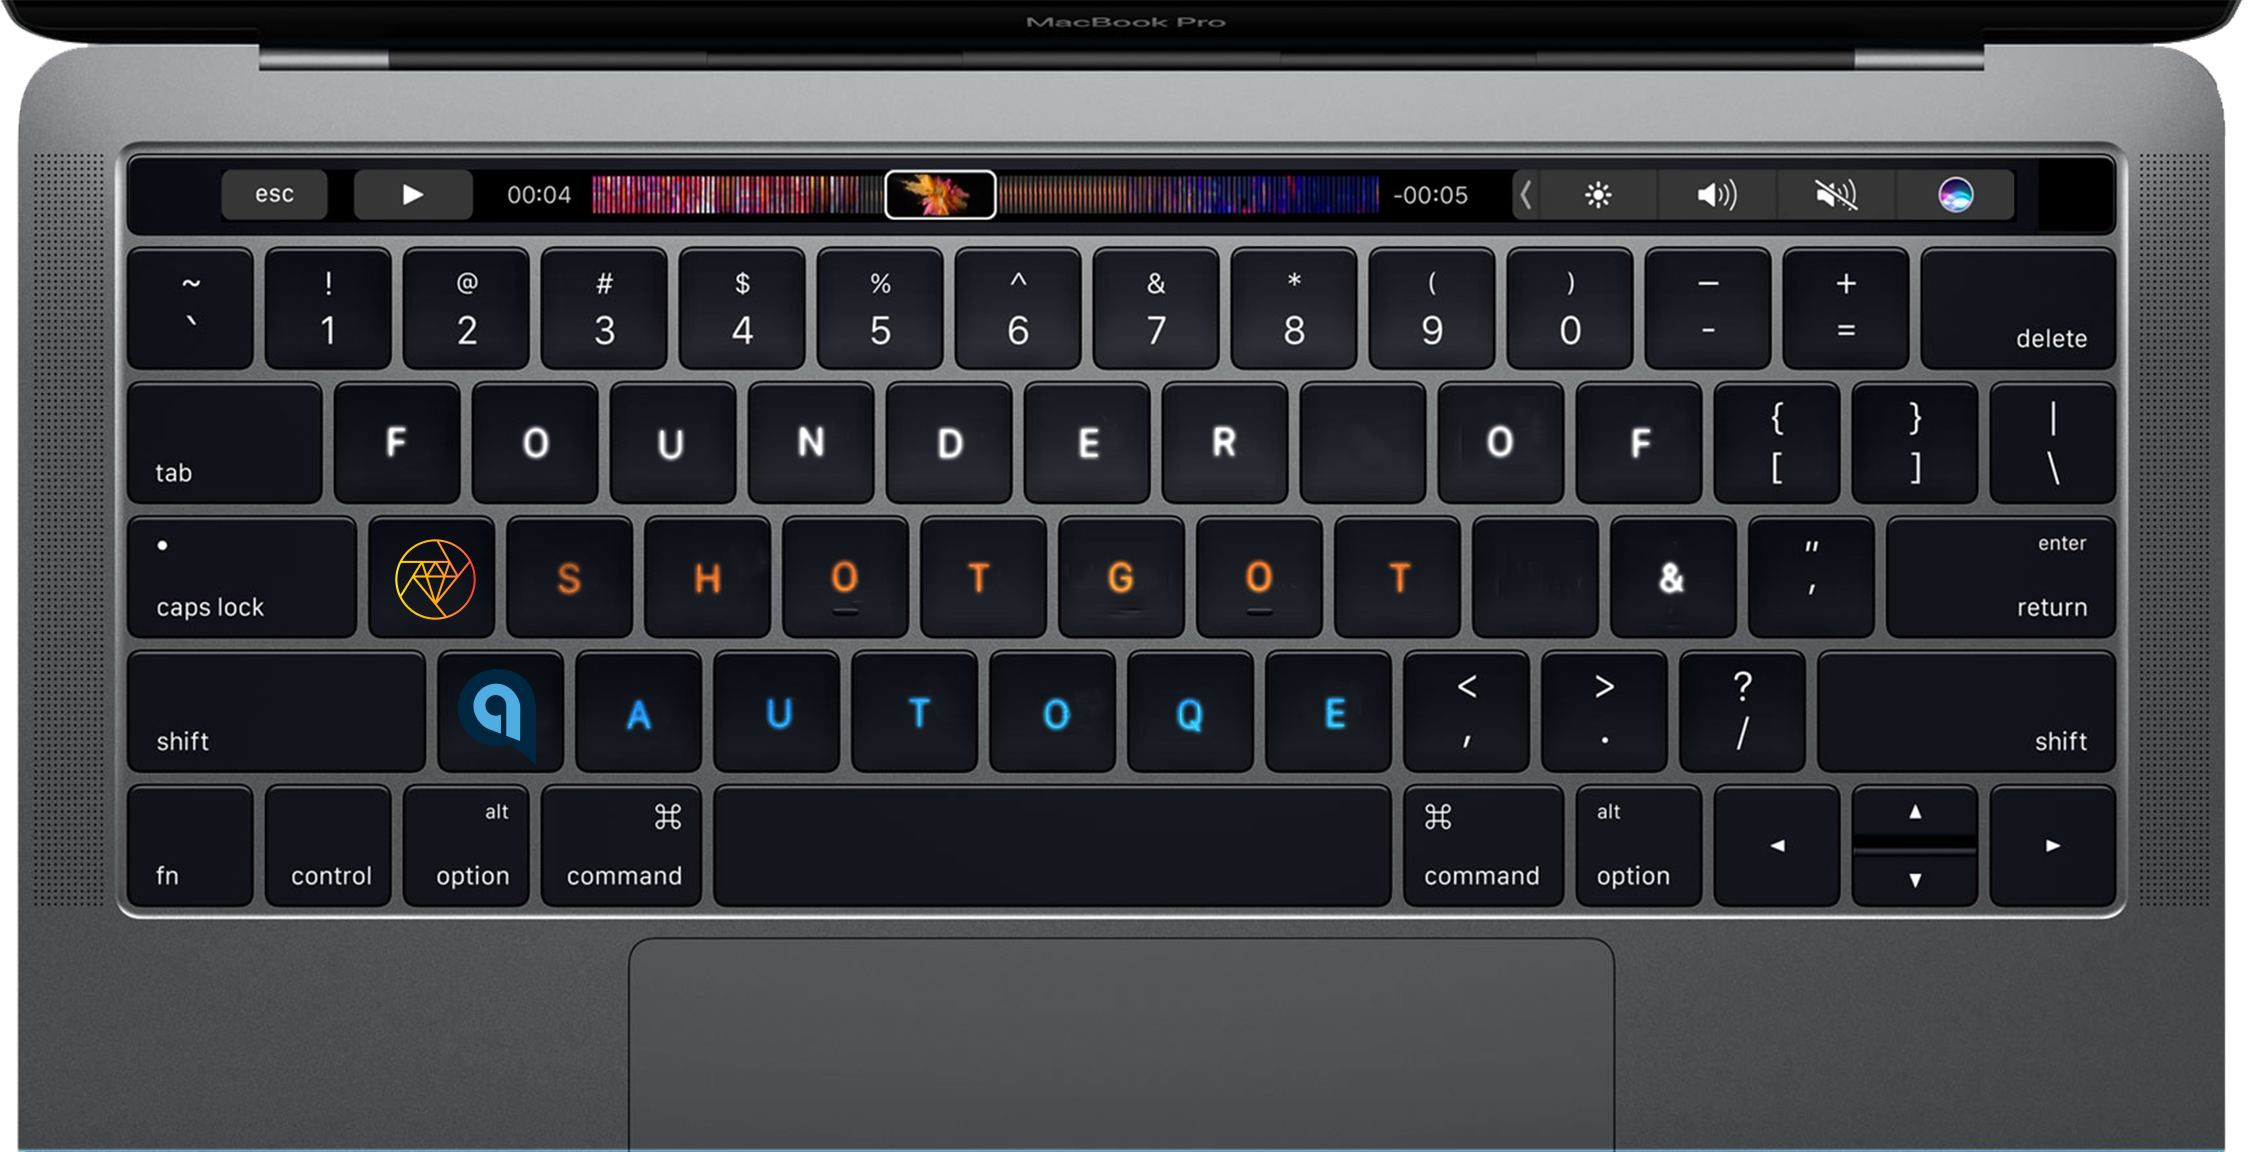 MacBook Pro
esc 00:04 -00:05
~ ! @ # $ % ^ & * ( ) — +
` 1 2 3 4 5 6 7 8 9 0 - = delete
tab F O U N D E R O F { [ } ] | \
caps lock S H O T G O T & " ' enter return
shift A U T O Q E < , > . ? / shift
fn control alt option ⌘ command ⌘ command alt option ◄ ▲ ▼ ►